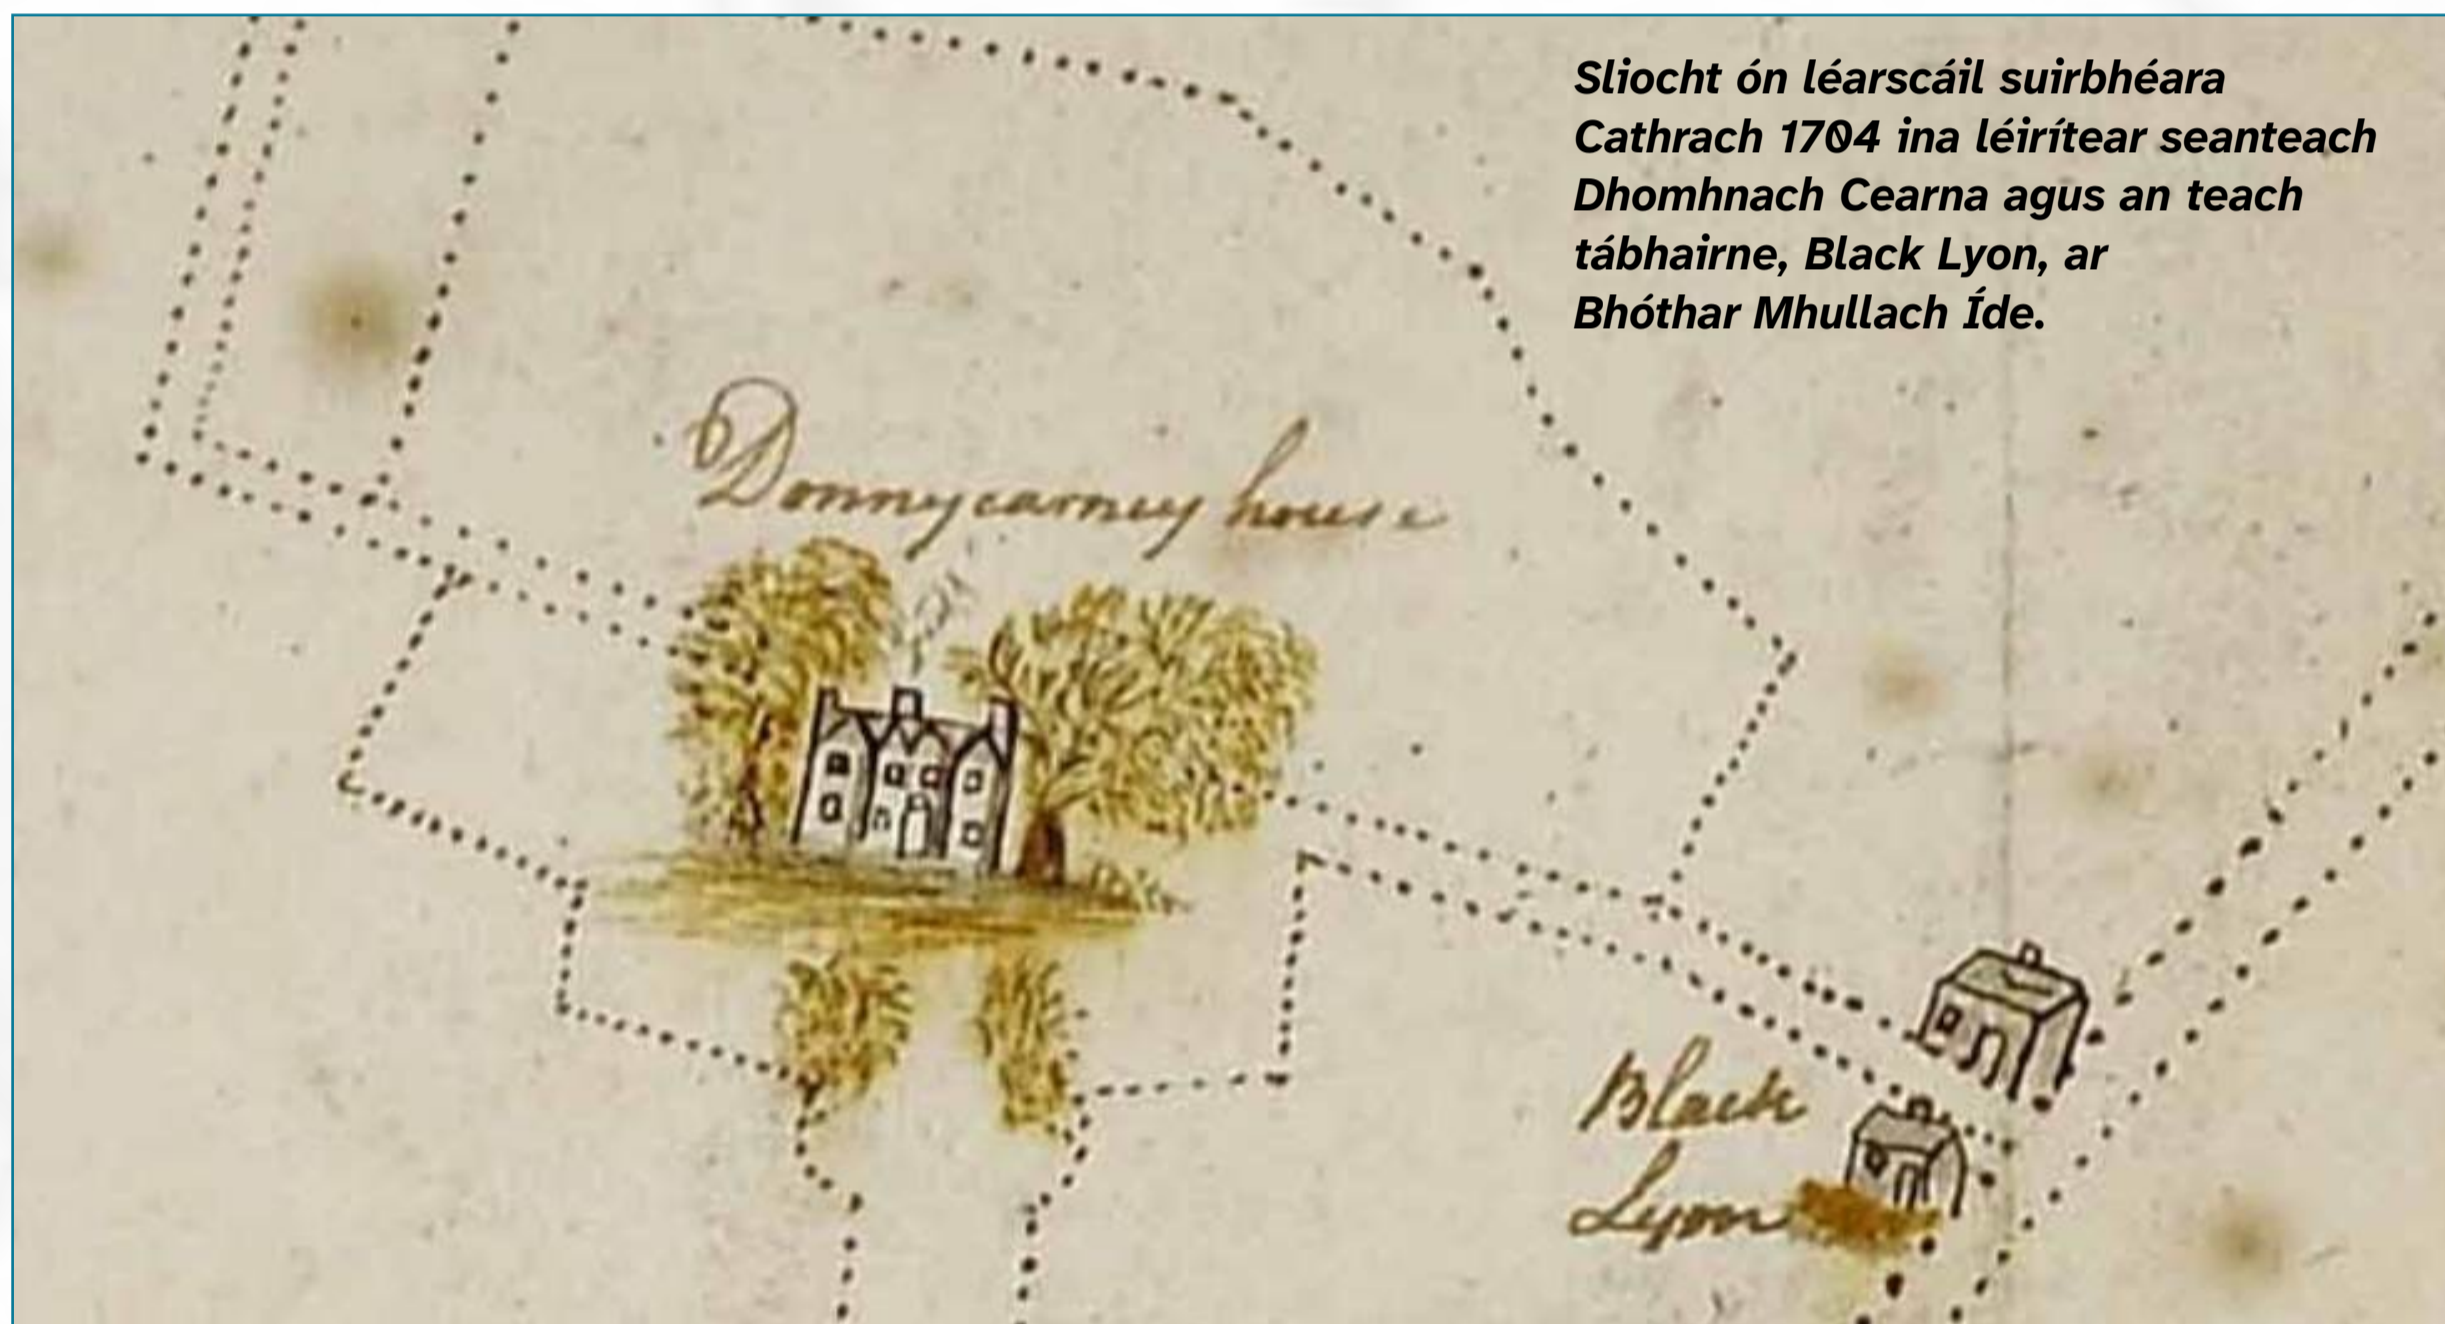 Sliocht ón léarscáil suirbhéara
Cathrach 1704 ina léirítear seanteach
Dhomhnach Cearna agus an teach
tábhairne, Black Lyon, ar
Bhóthar Mhullach Íde.
Donnycarney house
Black
Lyon